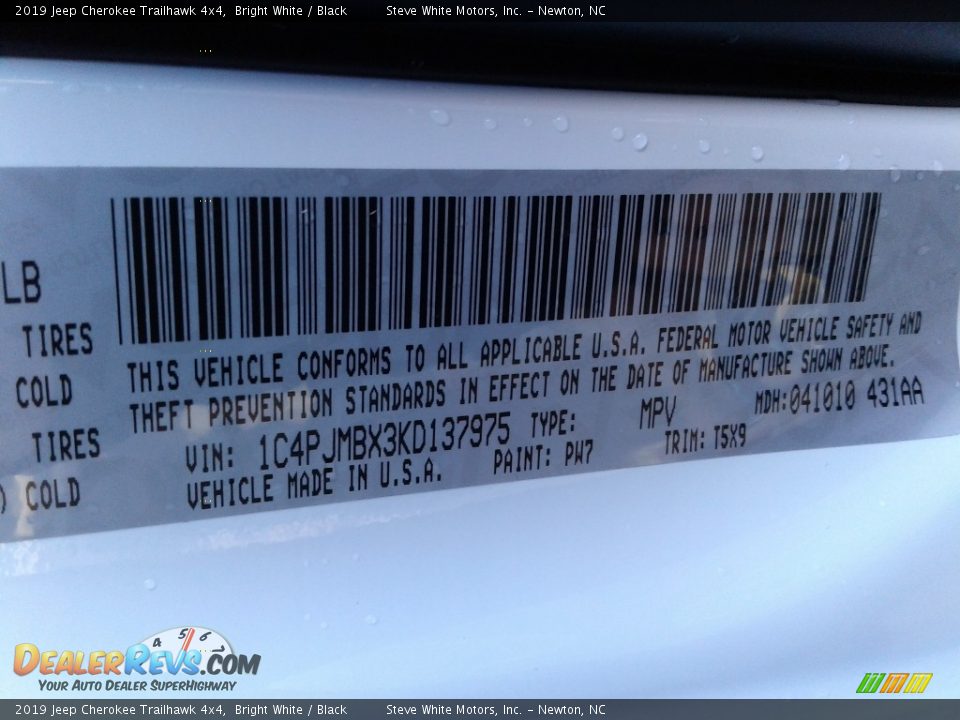 2019 Jeep Cherokee Trailhawk 4x4, Bright White / Black Steve White Motors, Inc. - Newton, NC
LB
TIRES
COLD
TIRES
) COLD
THIS VEHICLE CONFORMS TO ALL APPLICABLE U.S.A. FEDERAL MOTOR VEHICLE SAFETY AND
THEFT PREVENTION STANDARDS IN EFFECT ON THE DATE OF MANUFACTURE SHOWN ABOVE.
VIN: 1C4PJMBX3KD137975 TYPE: MPV MDH:041010 431AA
VEHICLE MADE IN U.S.A. PAINT: PW7 TRIM: T5X9
4 5 6
DEALERREVS.COM
YOUR AUTO DEALER SUPERHIGHWAY
2019 Jeep Cherokee Trailhawk 4x4, Bright White / Black Steve White Motors, Inc. - Newton, NC